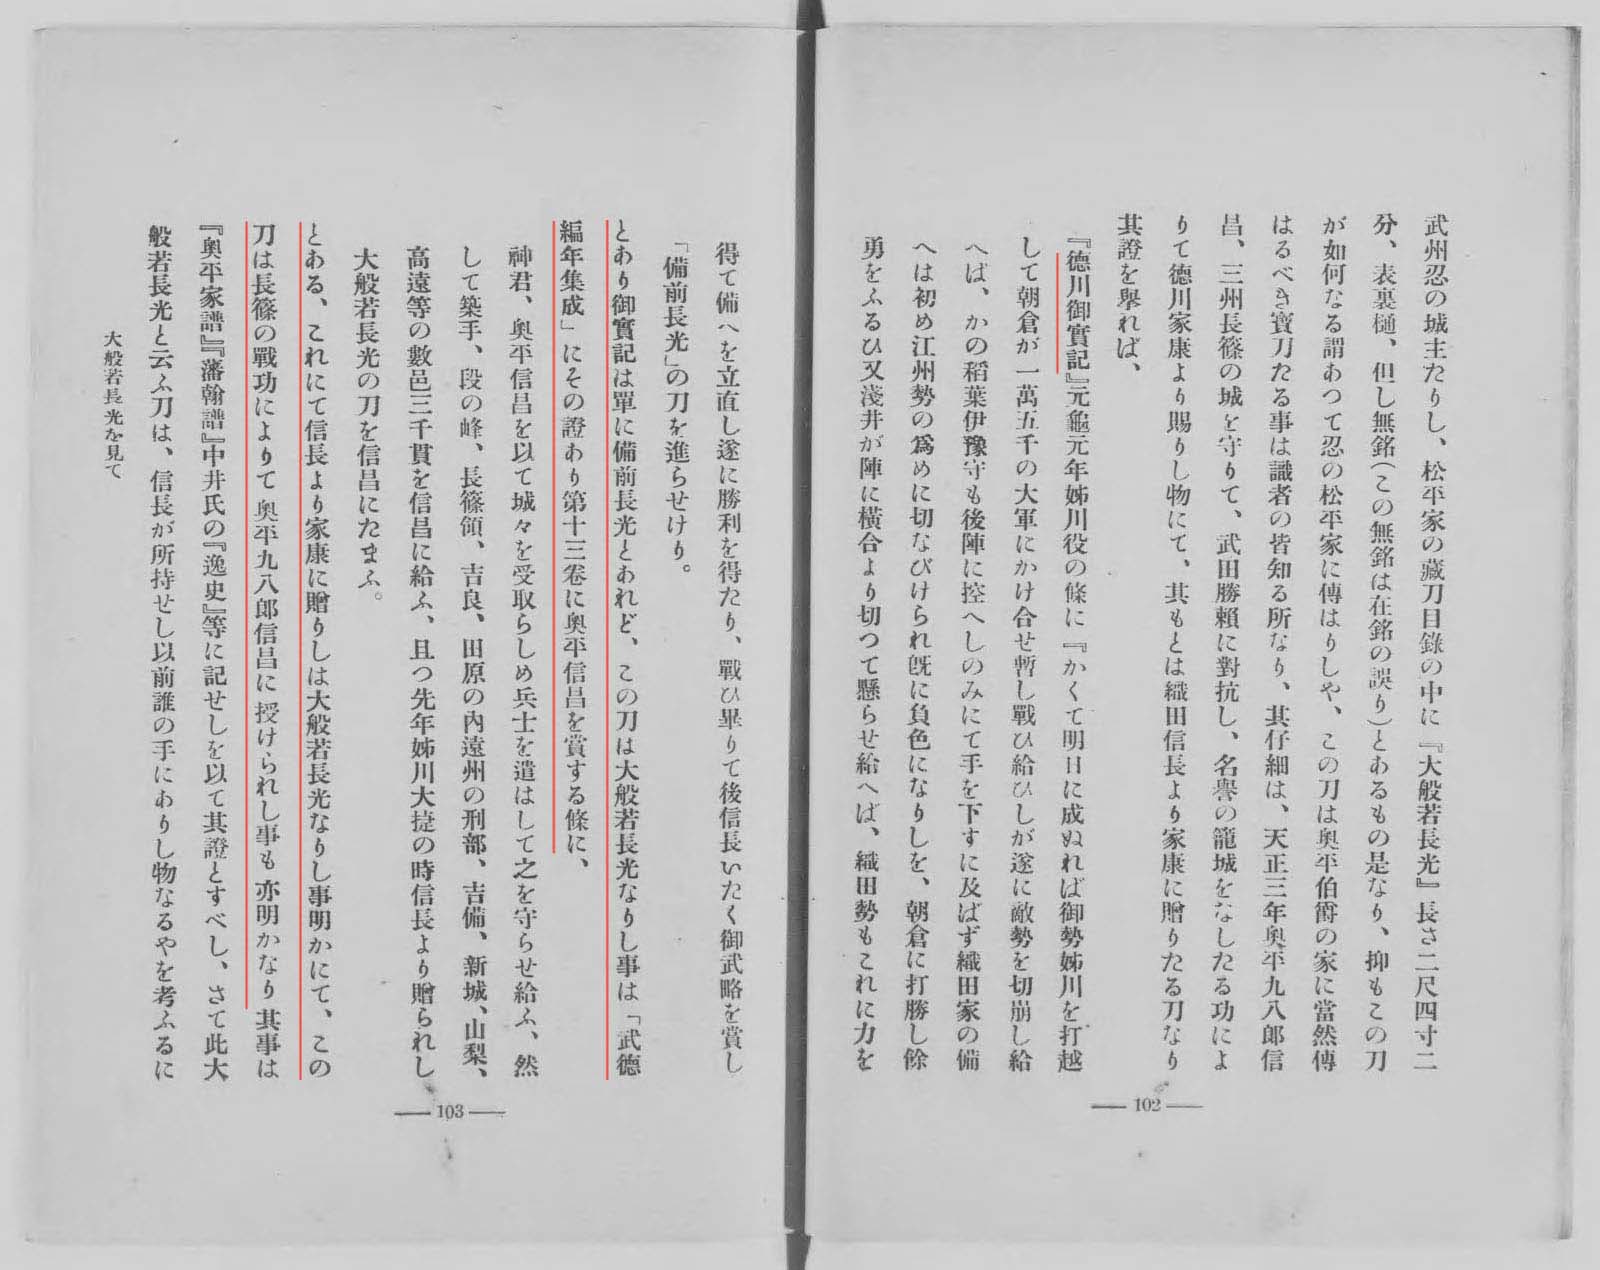 武州忍の城主たりし、松平家の藏刀目錄の中に『大般若長光』長さ二尺四寸二
分、表裏樋、但し無銘（この無銘は在銘の誤り）とあるもの是なり、抑もこの刀
が如何なる謂あつて忍の松平家に傳はりしや、この刀は奥平伯爵の家に當然傳
はるべき寶刀たる事は識者の皆知る所なり、其仔細は、天正三年奥平九八郎信
昌、三州長篠の城を守りて、武田勝賴に對抗し、名譽の籠城をなしたる功によ
りて德川家康より賜りし物にて、其もとは織田信長より家康に贈りたる刀なり
其證を擧れば、
『德川御實記』元龜元年姊川役の條に『かくて明日に成ぬれば御勢姊川を打越
して朝倉が一萬五千の大軍にかけ合せ暫し戰ひ給ひしが遂に敵勢を切崩し給
へば、かの稻葉伊豫守も後陣に控へしのみにて手を下すに及ばず織田家の備
へは初め江州勢の爲めに切なびけられ旣に負色になりしを、朝倉に打勝し餘
勇をふるひ又淺井が陣に橫合より切つて懸らせ給へば、織田勢もこれに力を
102
得て備へを立直し遂に勝利を得たり、戰ひ畢りて後信長いたく御武略を賞し
「備前長光」の刀を進らせけり。
とあり御實記は單に備前長光とあれど、この刀は大般若長光なりし事は「武德
編年集成」にその證あり第十三卷に奥平信昌を賞する條に、
神君、奥平信昌を以て城々を受取らしめ兵士を遣はして之を守らせ給ふ、然
して築手、段の峰、長篠領、吉良、田原の內遠州の刑部、吉備、新城、山梨、
高遠等の數邑三千貫を信昌に給ふ、且つ先年姊川大捷の時信長より贈られし
大般若長光の刀を信昌にたまふ。
とある、これにて信長より家康に贈りしは大般若長光なりし事明かにて、この
刀は長篠の戰功によりて奥平九八郎信昌に授けられし事も亦明かなり其事は
『奥平家譜』『藩翰譜』中井氏の『逸史』等に記せしを以て其證とすべし、さて此大
般若長光と云ふ刀は、信長が所持せし以前誰の手にありし物なるやを考ふるに
大般若長光を見て
103